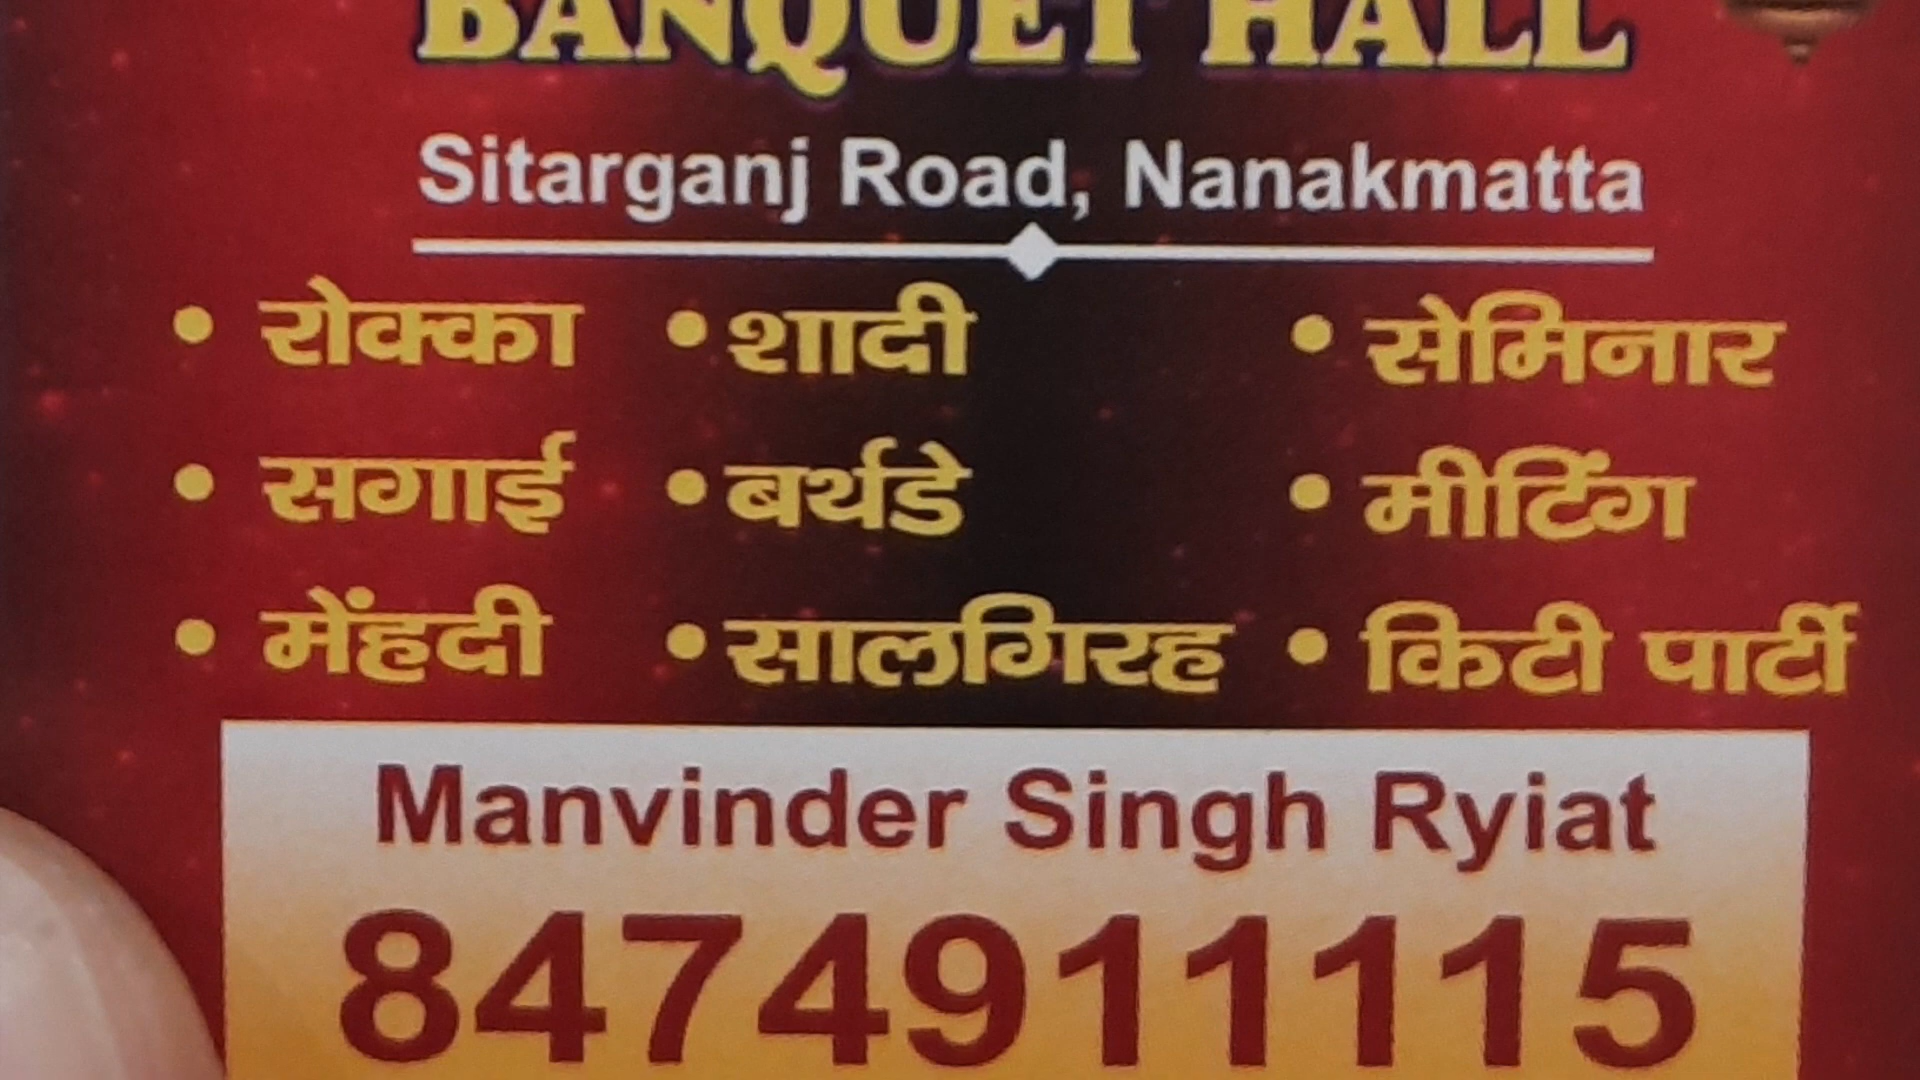 BANQUET HALL
Sitarganj Road, Nanakmatta
• रोक्का • शादी • सेमिनार
• सगाई • बर्थडे • मीटिंग
• मेंहदी • सालगिरह • किटी पार्टी
Manvinder Singh Ryiat
8474911115